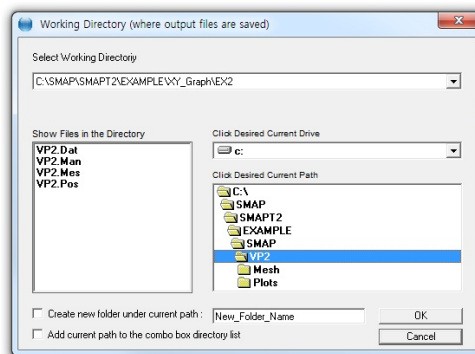 Working Directory (where output files are saved)
Select Working Directoriy
C:\SMAP\SMAPT2\EXAMPLE\XY_Graph\EX2
Show Files in the Directory
VP2.Dat
VP2.Man
VP2.Mes
VP2.Pos
Click Desired Current Drive
c:
Click Desired Current Path
C:\
SMAP
SMAPT2
EXAMPLE
SMAP
VP2
Mesh
Plots
Create new folder under current path :
New_Folder_Name
OK
Add current path to the combo box directory list
Cancel